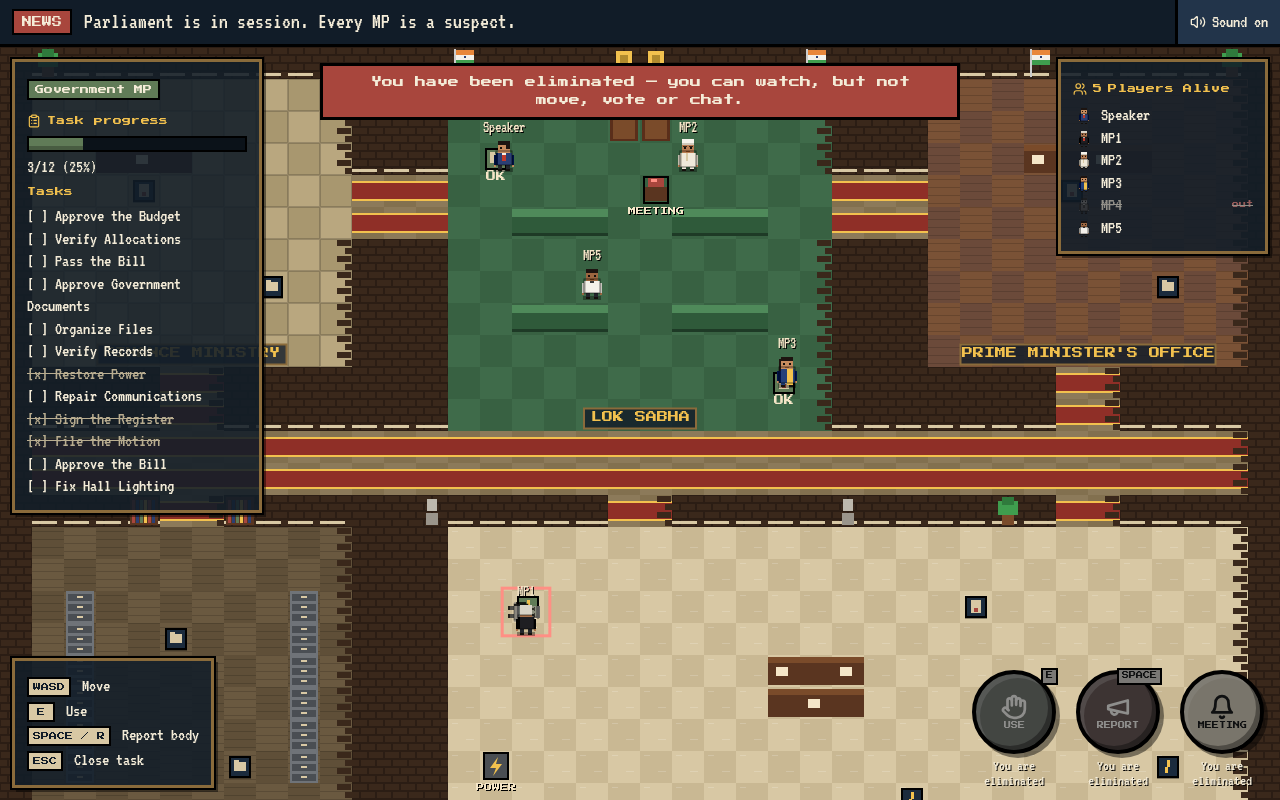 NEWS Parliament is in session. Every MP is a suspect.
Sound on
You have been eliminated — you can watch, but not
move, vote or chat.
Government MP
Task progress
3/12 (25%)
Tasks
[ ] Approve the Budget
[ ] Verify Allocations
[ ] Pass the Bill
[ ] Approve Government
Documents
[ ] Organize Files
[ ] Verify Records
[x] Restore Power
[ ] Repair Communications
[x] Sign the Register
[x] File the Motion
[ ] Approve the Bill
[ ] Fix Hall Lighting
5 Players Alive
Speaker
MP1
MP2
MP3
MP4 out
MP5
Speaker
OK
MP2
MEETING
MP5
MP3
OK
LOK SABHA
MINISTRY
PRIME MINISTER'S OFFICE
MP1
POWER
WASD Move
E Use
SPACE / R Report body
ESC Close task
E
USE
You are
eliminated
SPACE
REPORT
You are
eliminated
MEETING
You are
eliminated